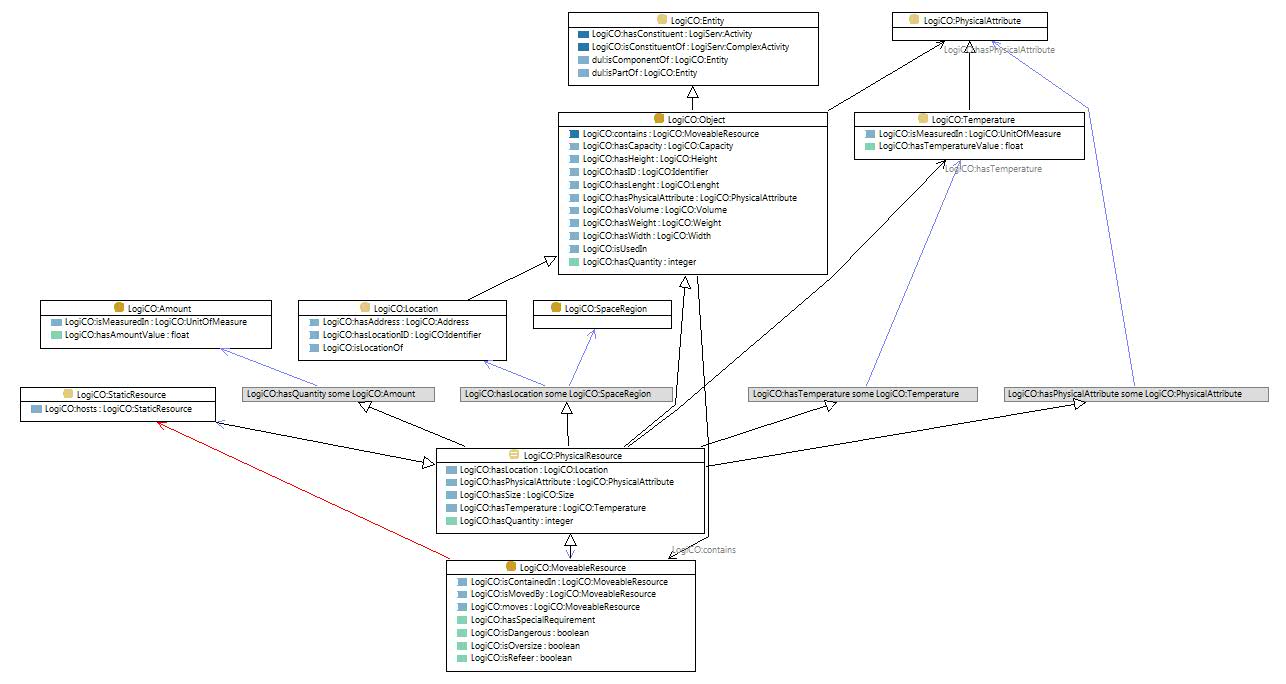 LogiCO:Entity
LogiCO:hasConstituent : LogiServ:Activity
LogiCO:isConstituentOf : LogiServ:ComplexActivity
dul:isComponentOf : LogiCO:Entity
dul:isPartOf : LogiCO:Entity
LogiCO:PhysicalAttribute
LogiCO:hasPhysicalAttribute
LogiCO:Object
LogiCO:contains : LogiCO:MoveableResource
LogiCO:hasCapacity : LogiCO:Capacity
LogiCO:hasHeight : LogiCO:Height
LogiCO:hasID : LogiCO:Identifier
LogiCO:hasLenght : LogiCO:Lenght
LogiCO:hasPhysicalAttribute : LogiCO:PhysicalAttribute
LogiCO:hasVolume : LogiCO:Volume
LogiCO:hasWeight : LogiCO:Weight
LogiCO:hasWidth : LogiCO:Width
LogiCO:isUsedIn
LogiCO:hasQuantity : integer
LogiCO:Temperature
LogiCO:isMeasuredIn : LogiCO:UnitOfMeasure
LogiCO:hasTemperatureValue : float
LogiCO:hasTemperature
LogiCO:Amount
LogiCO:isMeasuredIn : LogiCO:UnitOfMeasure
LogiCO:hasAmountValue : float
LogiCO:Location
LogiCO:hasAddress : LogiCO:Address
LogiCO:hasLocationID : LogiCO:Identifier
LogiCO:isLocationOf
LogiCO:SpaceRegion
LogiCO:StaticResource
LogiCO:hosts : LogiCO:StaticResource
LogiCO:hasQuantity some LogiCO:Amount
LogiCO:hasLocation some LogiCO:SpaceRegion
LogiCO:hasTemperature some LogiCO:Temperature
LogiCO:hasPhysicalAttribute some LogiCO:PhysicalAttribute
LogiCO:PhysicalResource
LogiCO:hasLocation : LogiCO:Location
LogiCO:hasPhysicalAttribute : LogiCO:PhysicalAttribute
LogiCO:hasSize : LogiCO:Size
LogiCO:hasTemperature : LogiCO:Temperature
LogiCO:hasQuantity : integer
LogiCO:contains
LogiCO:MoveableResource
LogiCO:isContainedIn : LogiCO:MoveableResource
LogiCO:isMovedBy : LogiCO:MoveableResource
LogiCO:moves : LogiCO:MoveableResource
LogiCO:hasSpecialRequirement
LogiCO:isDangerous : boolean
LogiCO:isOversize : boolean
LogiCO:isRefeer : boolean